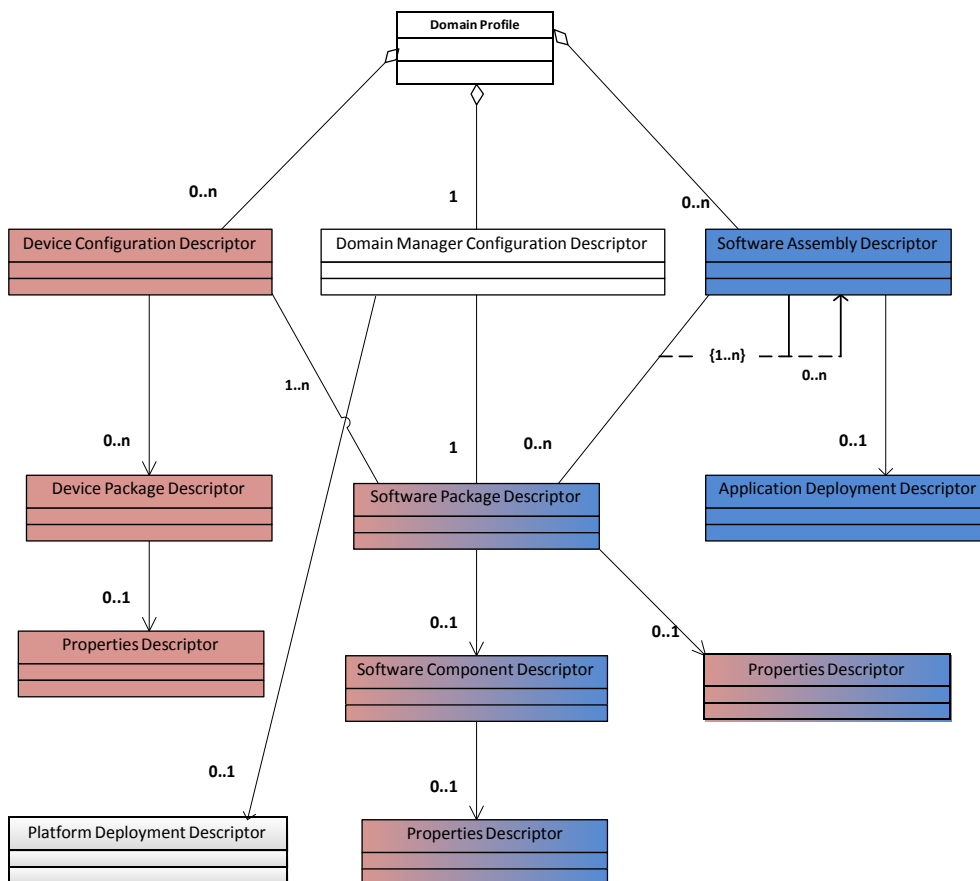 Domain Profile
0..n
1
0..n
Device Configuration Descriptor
Domain Manager Configuration Descriptor
Software Assembly Descriptor
{1..n}
0..n
1..n
0..n
1
0..n
0..1
Device Package Descriptor
Software Package Descriptor
Application Deployment Descriptor
0..1
0..1
0..1
Properties Descriptor
Software Component Descriptor
Properties Descriptor
0..1
0..1
Platform Deployment Descriptor
Properties Descriptor